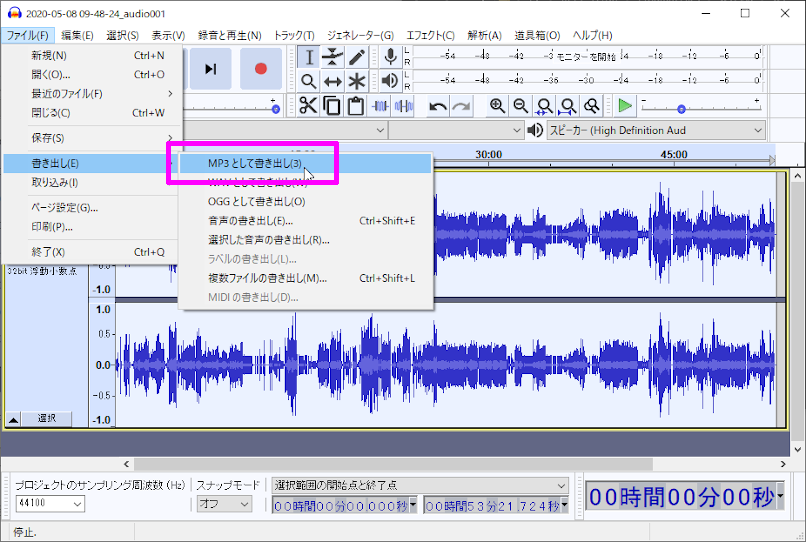 2020-05-08 09-48-24_audio001
ファイル(F) 編集(E) 選択(S) 表示(V) 録音と再生(N) トラック(T) ジェネレーター(G) エフェクト(C) 解析(A) 道具箱(O) ヘルプ(H)
新規(N) Ctrl+N
開く(O)... Ctrl+O
最近のファイル(F)
閉じる(C) Ctrl+W
保存(S)
書き出し(E)
取り込み(I)
ページ設定(G)...
印刷(P)...
終了(X) Ctrl+Q
MP3 として書き出し(3)
WAV として書き出し(W)
OGG として書き出し(O)
音声の書き出し(E)... Ctrl+Shift+E
選択した音声の書き出し(R)...
ラベルの書き出し(L)...
複数ファイルの書き出し(M)... Ctrl+Shift+L
MIDI の書き出し(D)...
L -54 -48 -42 -3 モニターを開始 -18 -12 -6 0
R
L -54 -48 -42 -36 -30 -24 -18 -12 -6 0
R
スピーカー (High Definition Aud
30:00 45:00
32bit 浮動小数点
-1.0
1.0
0.5
0.0
-0.5
-1.0
選択
プロジェクトのサンプリング周波数 (Hz) スナップモード 選択範囲の開始点と終了点
44100 オフ 00時間00分00.000秒 00時間53分21.724秒
00時間00分00秒
停止.